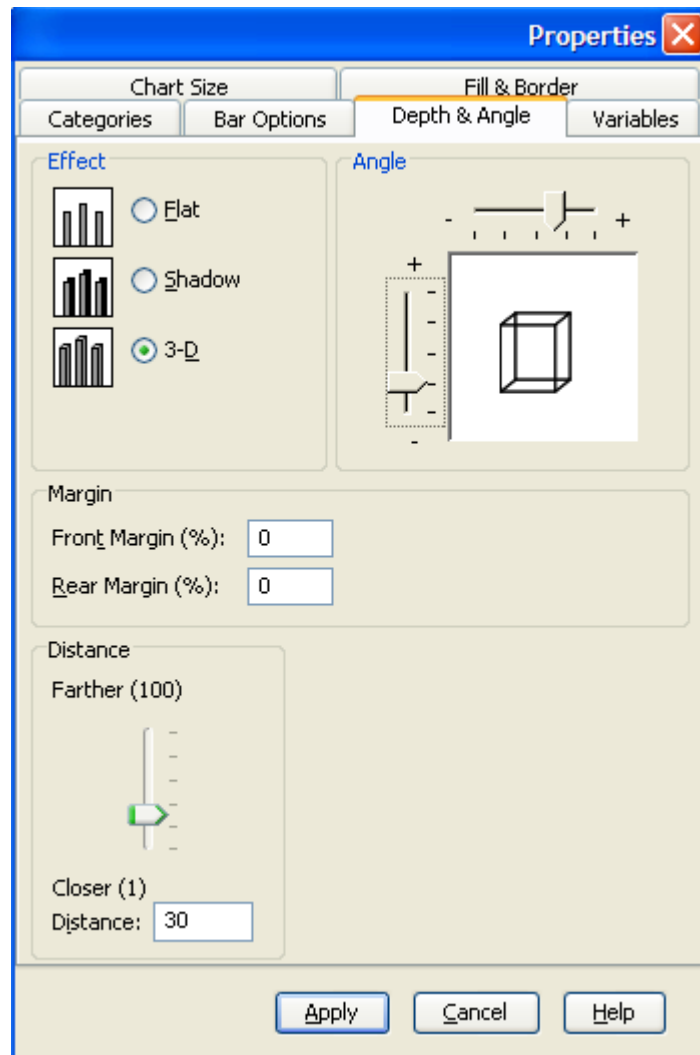 Properties
Chart Size Fill & Border
Categories Bar Options Depth & Angle Variables
Effect
Flat
Shadow
3-D
Angle
- +
+
-
Margin
Front Margin (%): 0
Rear Margin (%): 0
Distance
Farther (100)
Closer (1)
Distance: 30
Apply Cancel Help